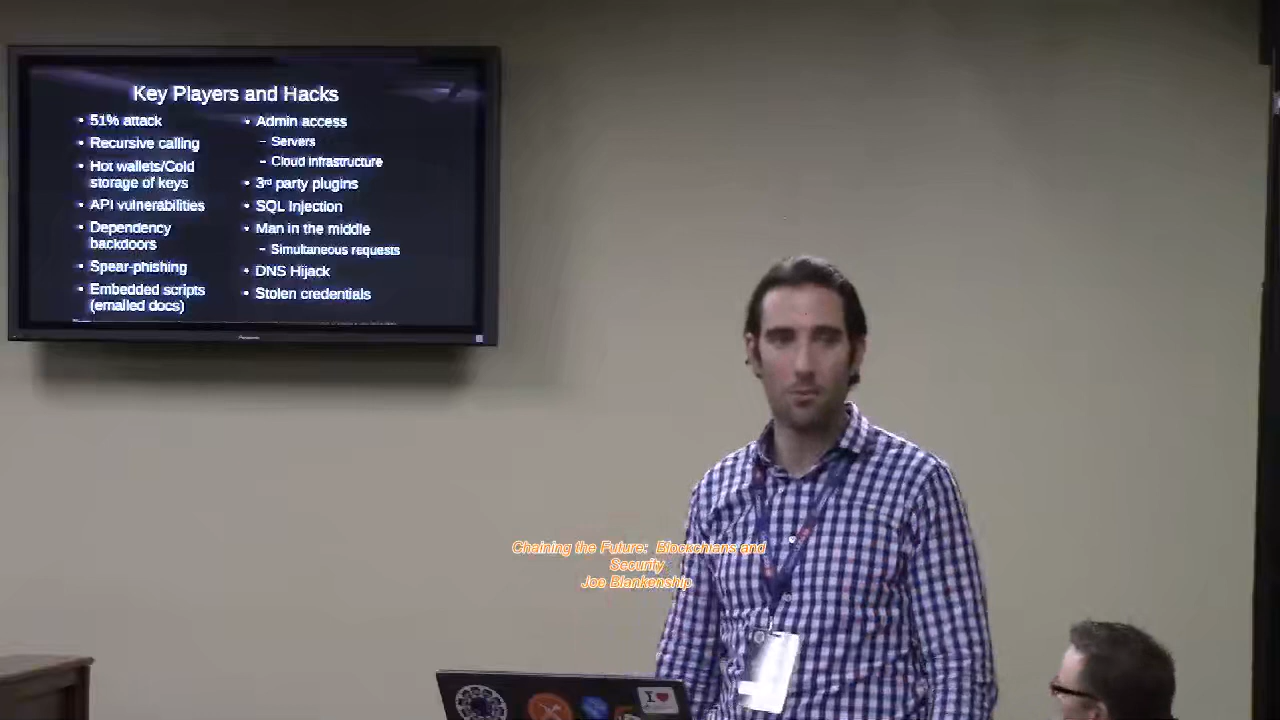 Key Players and Hacks
• 51% attack
• Recursive calling
• Hot wallets/Cold
storage of keys
• API vulnerabilities
• Dependency
backdoors
• Spear-phishing
• Embedded scripts
(emailed docs)
• Admin access
– Servers
– Cloud infrastructure
• 3rd party plugins
• SQL Injection
• Man in the middle
– Simultaneous requests
• DNS Hijack
• Stolen credentials
Panasonic
Chaining the Future: Blockchians and
Security
Joe Blankenship
I